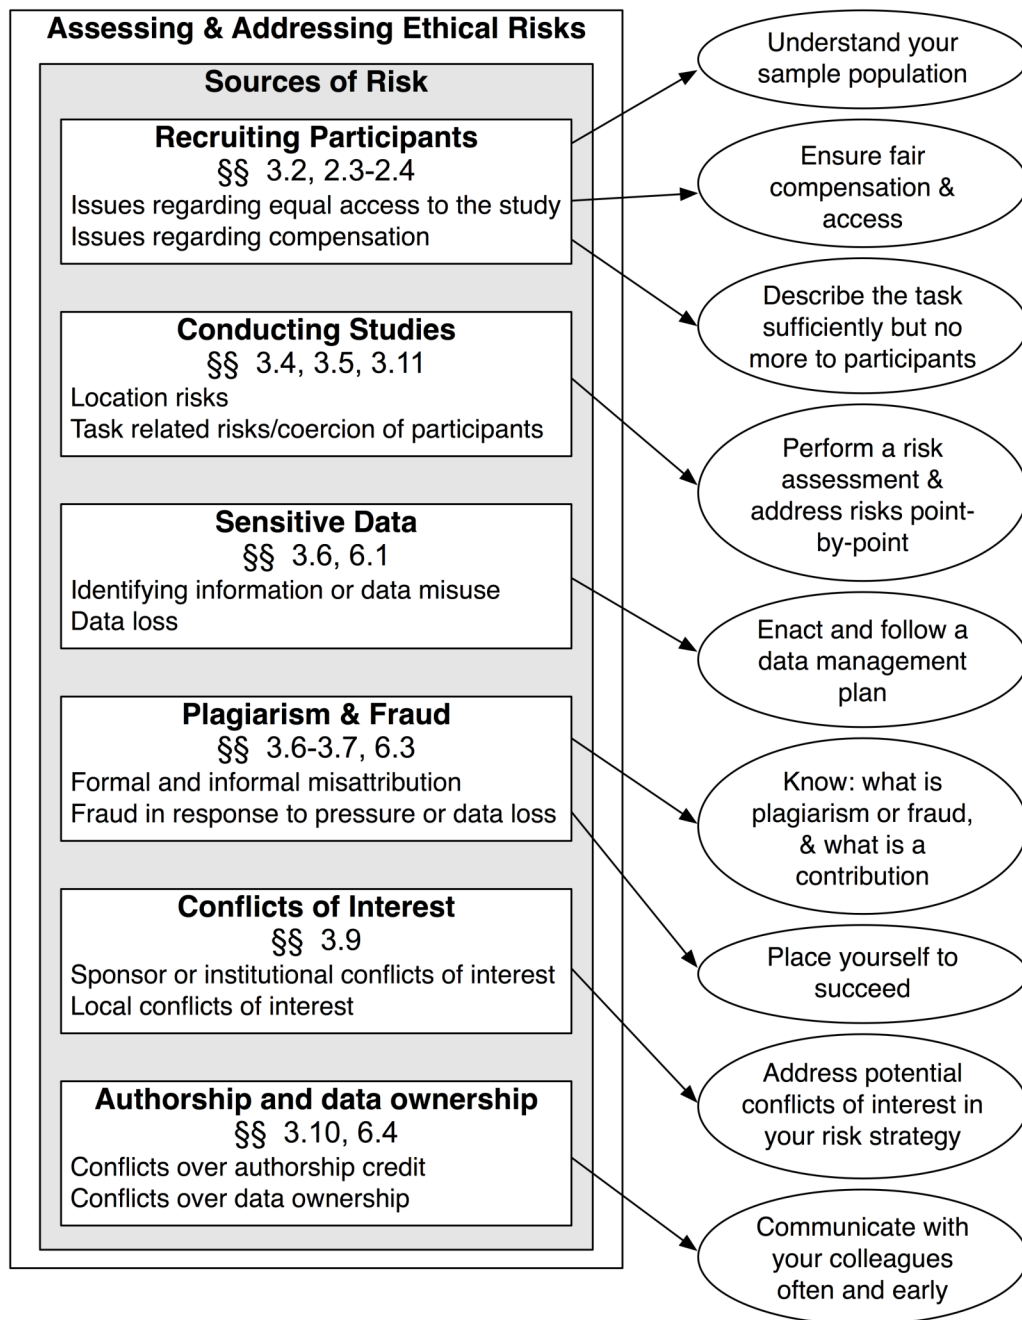 Assessing & Addressing Ethical Risks
Sources of Risk
Recruiting Participants
§§ 3.2, 2.3-2.4
Issues regarding equal access to the study
Issues regarding compensation
Conducting Studies
§§ 3.4, 3.5, 3.11
Location risks
Task related risks/coercion of participants
Sensitive Data
§§ 3.6, 6.1
Identifying information or data misuse
Data loss
Plagiarism & Fraud
§§ 3.6-3.7, 6.3
Formal and informal misattribution
Fraud in response to pressure or data loss
Conflicts of Interest
§§ 3.9
Sponsor or institutional conflicts of interest
Local conflicts of interest
Authorship and data ownership
§§ 3.10, 6.4
Conflicts over authorship credit
Conflicts over data ownership
Understand your
sample population
Ensure fair
compensation &
access
Describe the task
sufficiently but no
more to participants
Perform a risk
assessment &
address risks point-
by-point
Enact and follow a
data management
plan
Know: what is
plagiarism or fraud,
& what is a
contribution
Place yourself to
succeed
Address potential
conflicts of interest in
your risk strategy
Communicate with
your colleagues
often and early